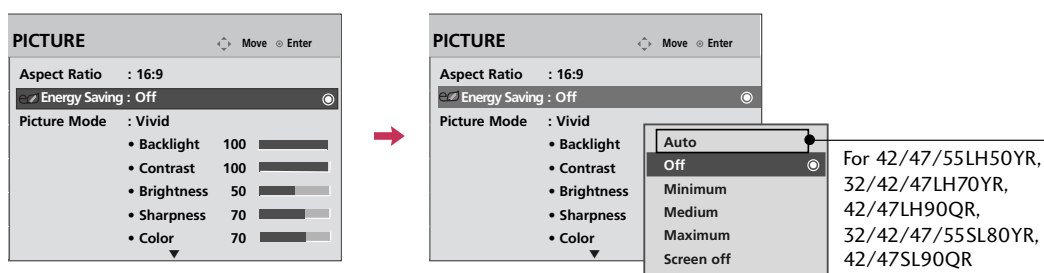 PICTURE
Move Enter
Aspect Ratio : 16:9
Energy Saving : Off
Picture Mode : Vivid
• Backlight 100
• Contrast 100
• Brightness 50
• Sharpness 70
• Color 70
PICTURE
Move Enter
Aspect Ratio : 16:9
Energy Saving : Off
Picture Mode : Vivid
• Backlight
• Contrast
• Brightness
• Sharpness
• Color
Auto
Off
Minimum
Medium
Maximum
Screen off
For 42/47/55LH50YR,
32/42/47LH70YR,
42/47LH90QR,
32/42/47/55SL80YR,
42/47SL90QR